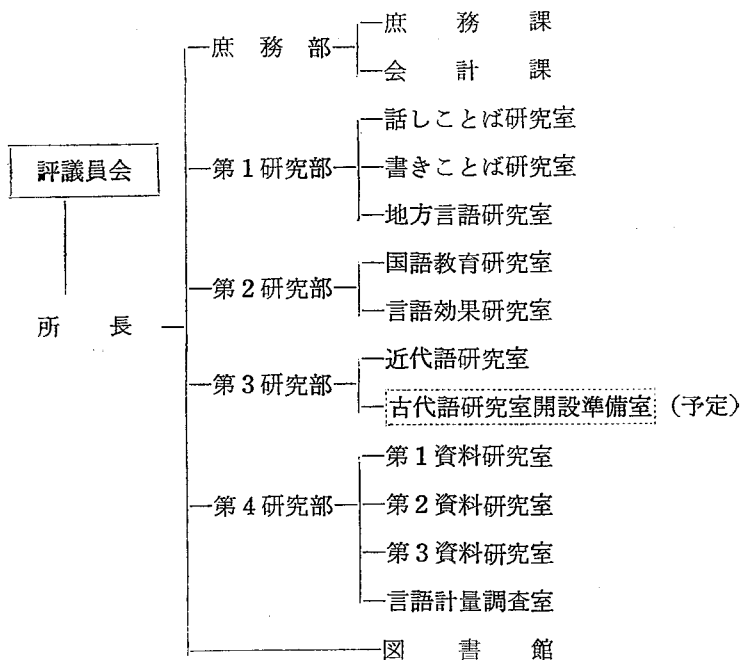 評議員会
所長
庶務部
庶務課
会計課
第1研究部
話しことば研究室
書きことば研究室
地方言語研究室
第2研究部
国語教育研究室
言語効果研究室
第3研究部
近代語研究室
古代語研究室開設準備室（予定）
第4研究部
第1資料研究室
第2資料研究室
第3資料研究室
言語計量調査室
図書館